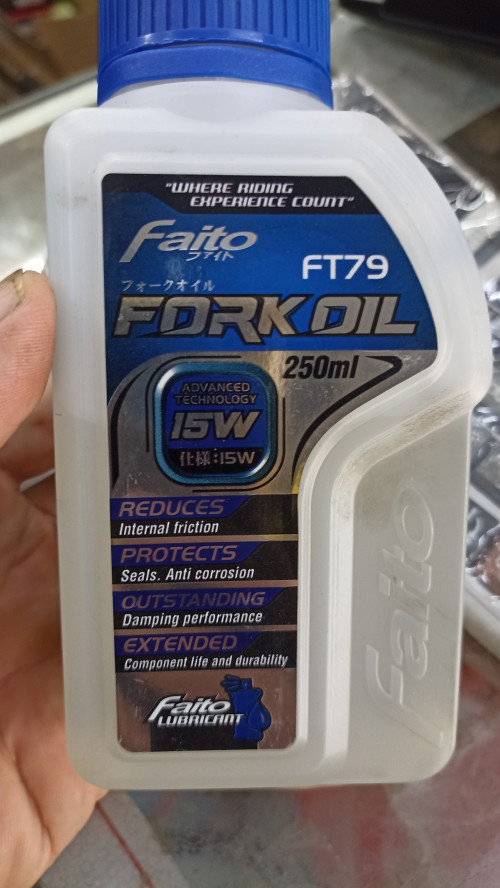 "WHERE RIDING
EXPERIENCE COUNT"
Faito
ファイト
FT79
フォークオイル
FORK OIL
250ml
ADVANCED
TECHNOLOGY
15W
仕様:15W
REDUCES
Internal friction
PROTECTS
Seals. Anti corrosion
OUTSTANDING
Damping performance
EXTENDED
Component life and durability
Faito
LUBRICANT
Faito